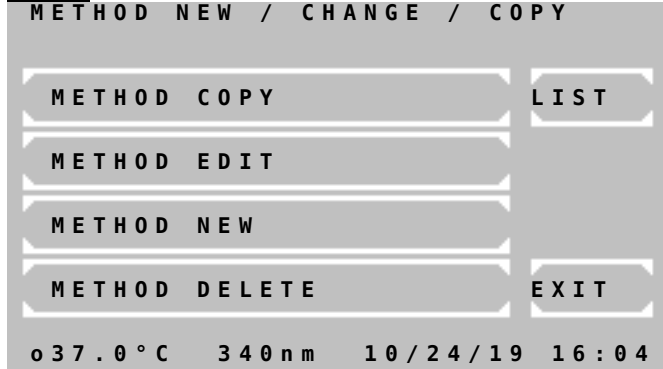 METHOD NEW / CHANGE / COPY
METHOD COPY LIST
METHOD EDIT
METHOD NEW
METHOD DELETE EXIT
o37.0°C 340nm 10/24/19 16:04